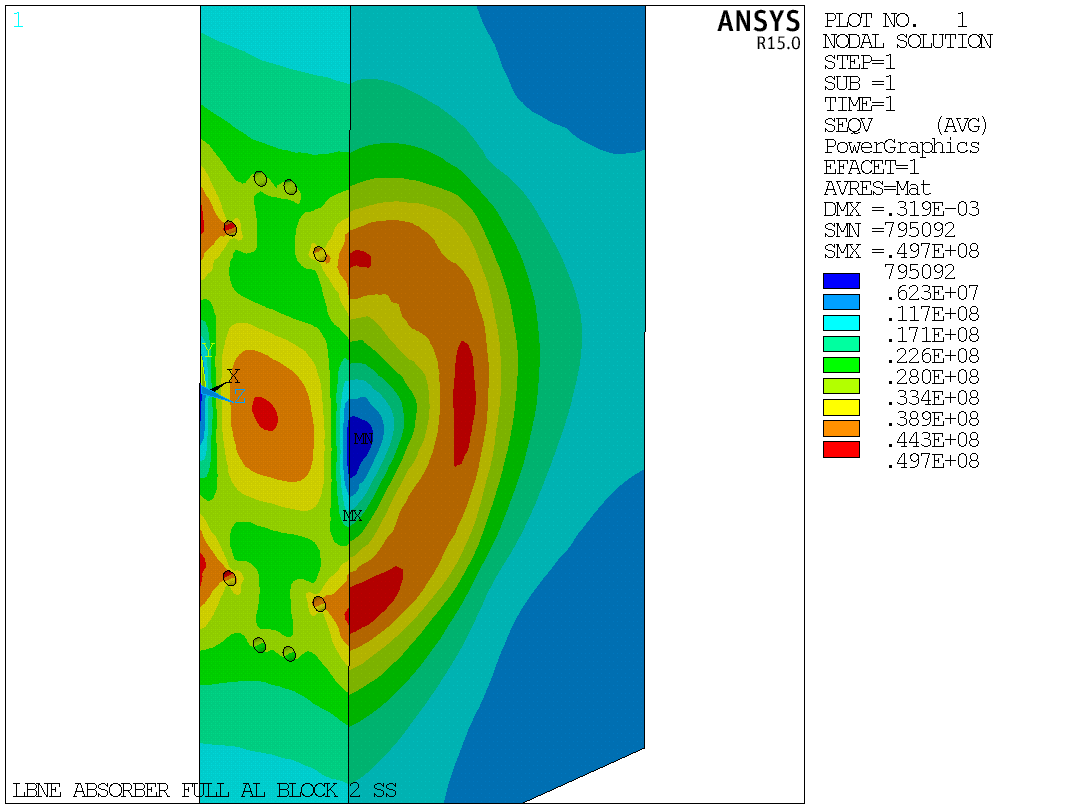 1
ANSYS
R15.0
PLOT NO. 1
NODAL SOLUTION
STEP=1
SUB =1
TIME=1
SEQV (AVG)
PowerGraphics
EFACET=1
AVRES=Mat
DMX =.319E-03
SMN =795092
SMX =.497E+08
795092
.623E+07
.117E+08
.171E+08
.226E+08
.280E+08
.334E+08
.389E+08
.443E+08
.497E+08
Y
X
Z
MX
LBNE ABSORBER FULL AL BLOCK 2 SS